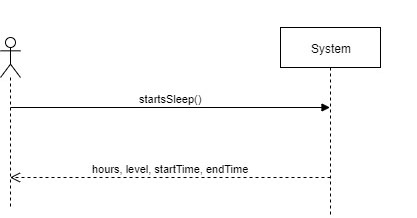 System
startsSleep()
hours, level, startTime, endTime